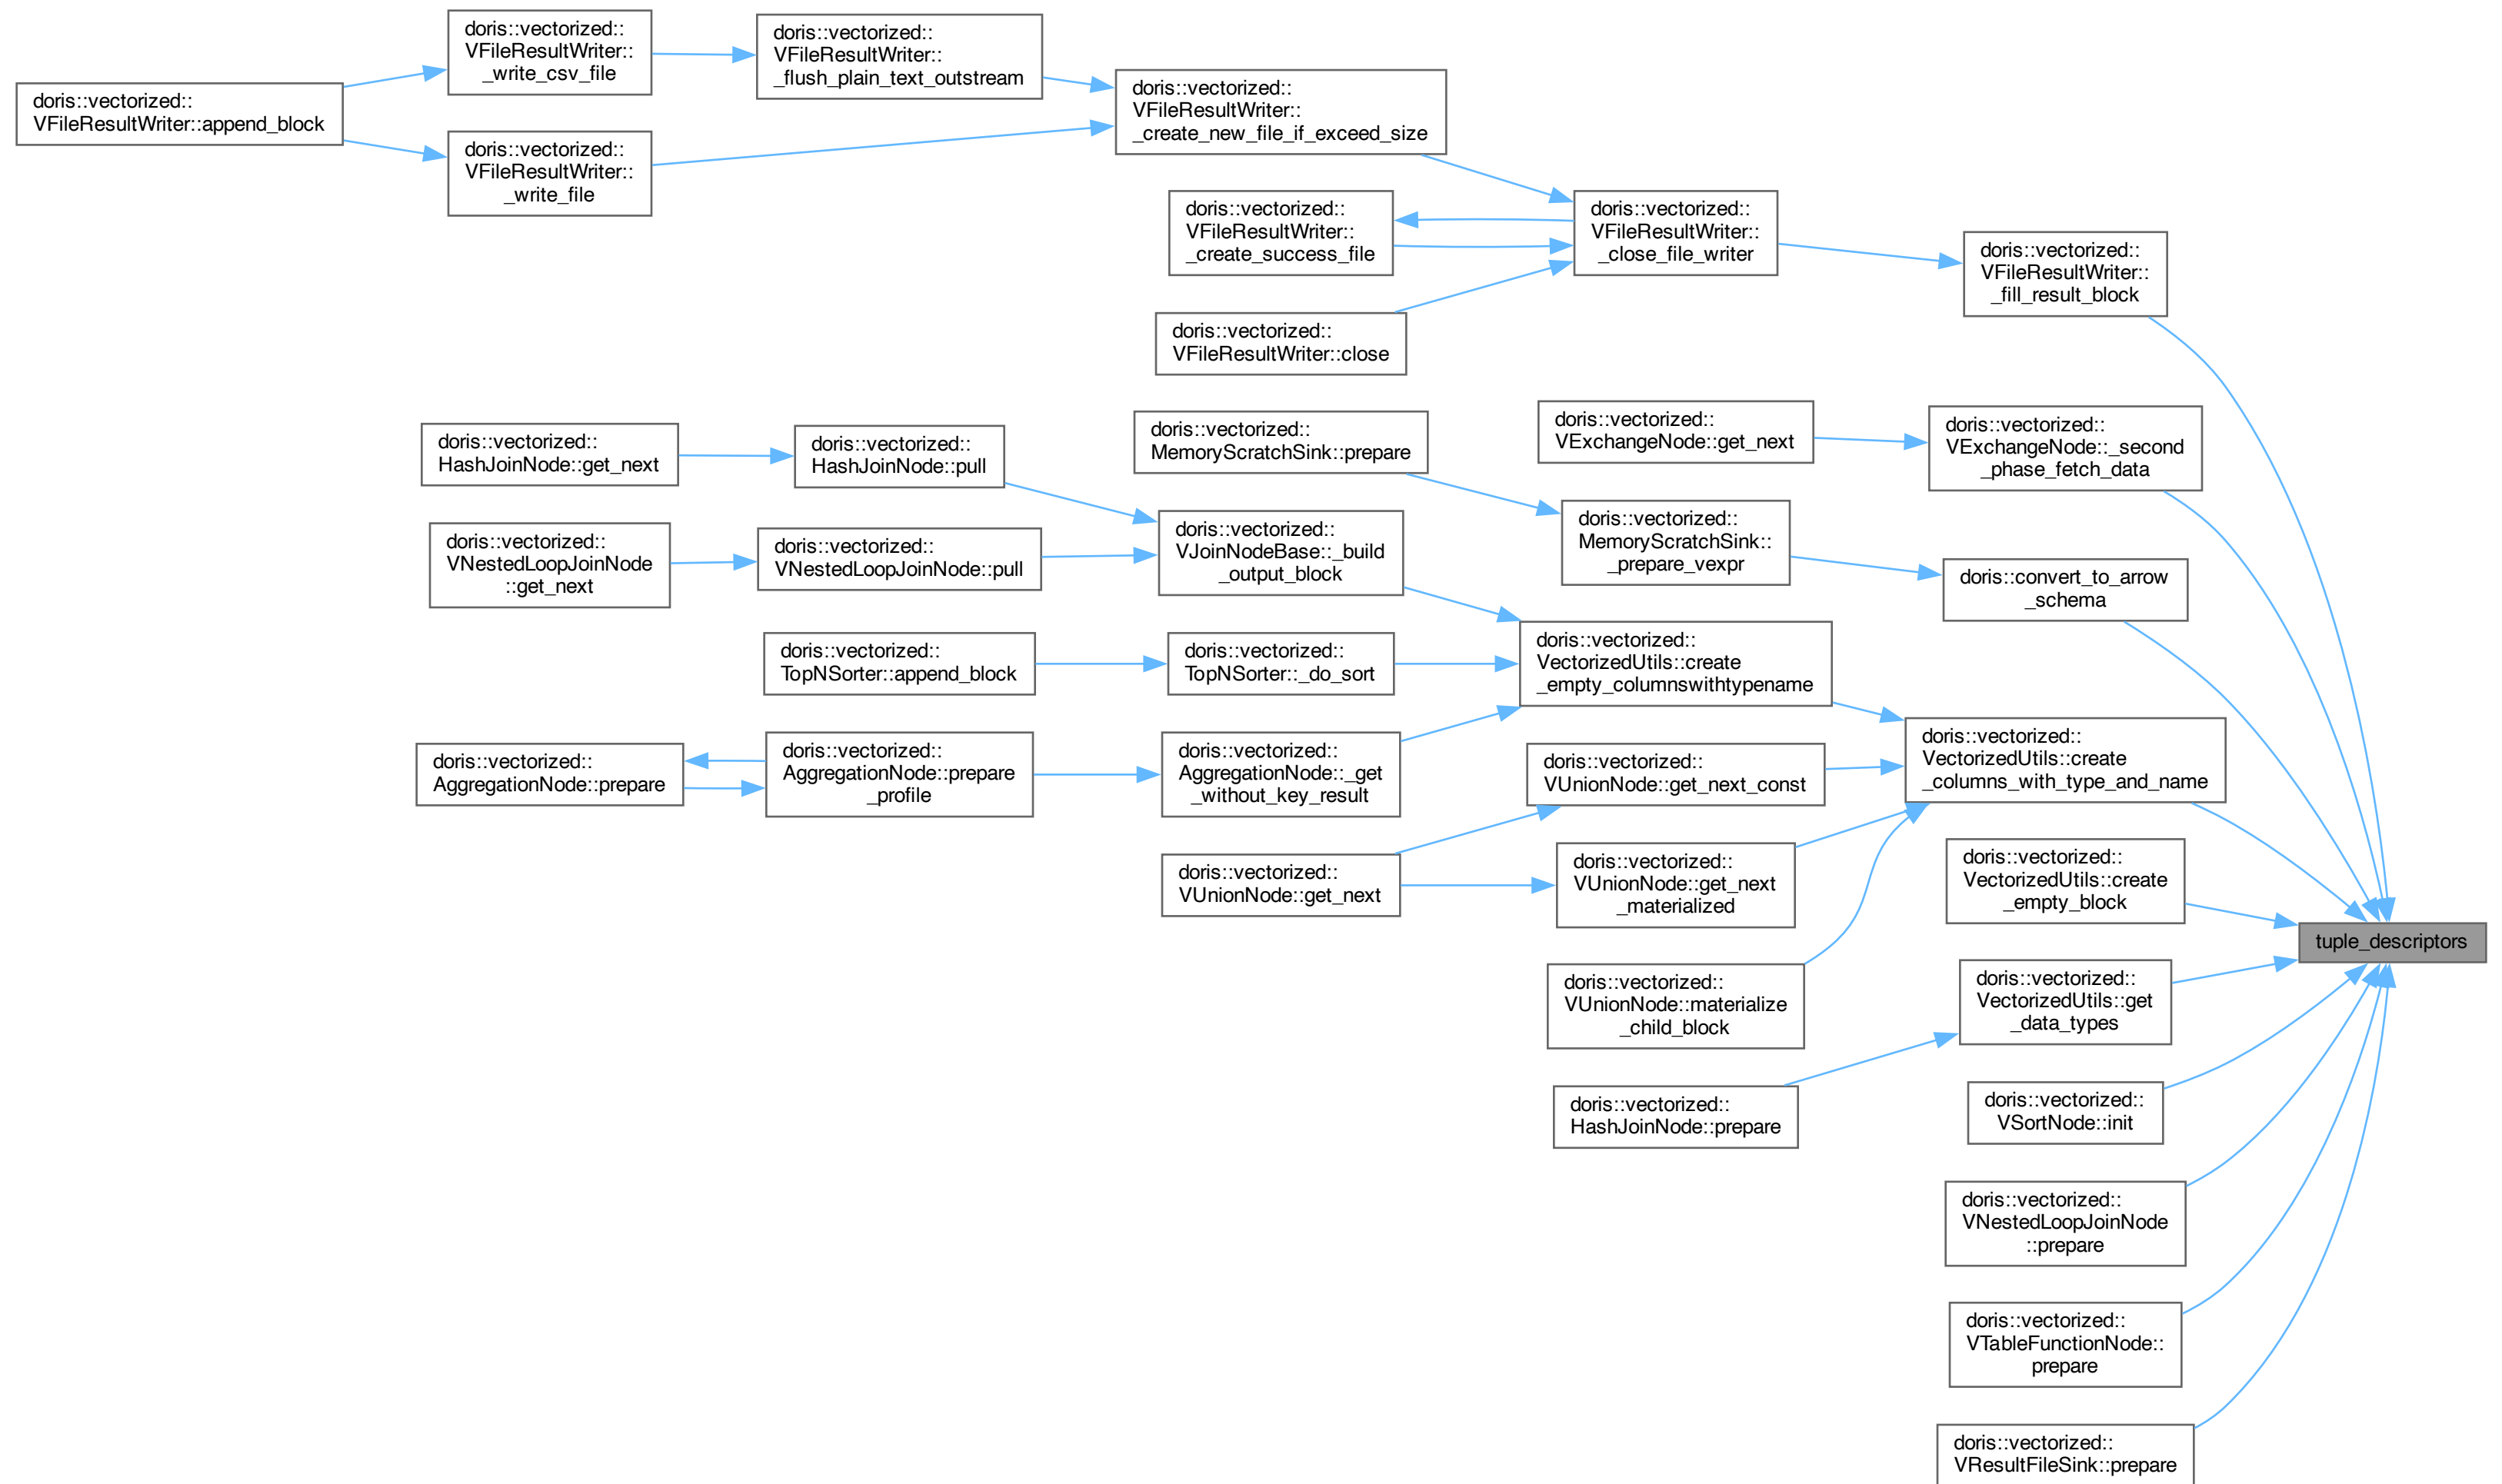 doris::vectorized::
VFileResultWriter::append_block
doris::vectorized::
VFileResultWriter::
_write_csv_file
doris::vectorized::
VFileResultWriter::
_write_file
doris::vectorized::
VFileResultWriter::
_flush_plain_text_outstream
doris::vectorized::
VFileResultWriter::
_create_new_file_if_exceed_size
doris::vectorized::
VFileResultWriter::
_create_success_file
doris::vectorized::
VFileResultWriter::close
doris::vectorized::
VFileResultWriter::
_close_file_writer
doris::vectorized::
VFileResultWriter::
_fill_result_block
doris::vectorized::
HashJoinNode::get_next
doris::vectorized::
HashJoinNode::pull
doris::vectorized::
MemoryScratchSink::prepare
doris::vectorized::
VExchangeNode::get_next
doris::vectorized::
VExchangeNode::_second
_phase_fetch_data
doris::vectorized::
VNestedLoopJoinNode
::get_next
doris::vectorized::
VNestedLoopJoinNode::pull
doris::vectorized::
VJoinNodeBase::_build
_output_block
doris::vectorized::
MemoryScratchSink::
_prepare_vexpr
doris::convert_to_arrow
_schema
doris::vectorized::
TopNSorter::append_block
doris::vectorized::
TopNSorter::_do_sort
doris::vectorized::
VectorizedUtils::create
_empty_columnswithtypename
doris::vectorized::
AggregationNode::prepare
doris::vectorized::
AggregationNode::prepare
_profile
doris::vectorized::
AggregationNode::_get
_without_key_result
doris::vectorized::
VUnionNode::get_next_const
doris::vectorized::
VectorizedUtils::create
_columns_with_type_and_name
doris::vectorized::
VUnionNode::get_next
doris::vectorized::
VUnionNode::get_next
_materialized
doris::vectorized::
VectorizedUtils::create
_empty_block
tuple_descriptors
doris::vectorized::
VUnionNode::materialize
_child_block
doris::vectorized::
VectorizedUtils::get
_data_types
doris::vectorized::
HashJoinNode::prepare
doris::vectorized::
VSortNode::init
doris::vectorized::
VNestedLoopJoinNode
::prepare
doris::vectorized::
VTableFunctionNode::
prepare
doris::vectorized::
VResultFileSink::prepare